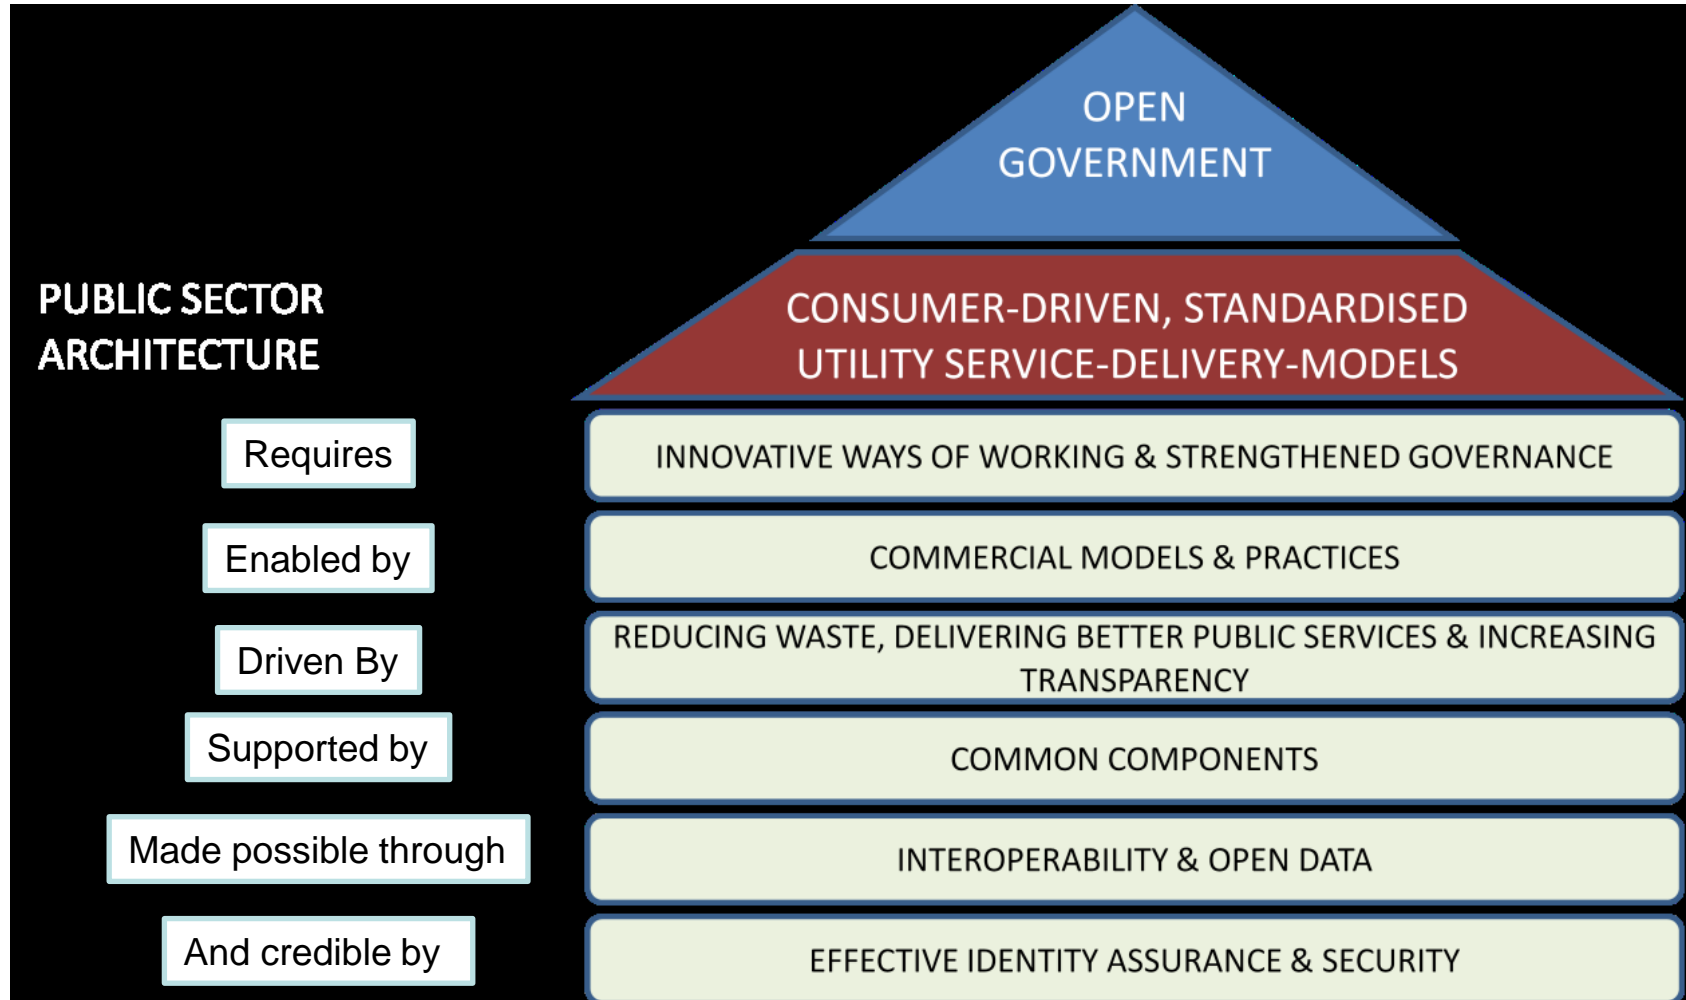 OPEN
GOVERNMENT
PUBLIC SECTOR
ARCHITECTURE
CONSUMER-DRIVEN, STANDARDISED
UTILITY SERVICE-DELIVERY-MODELS
Requires
INNOVATIVE WAYS OF WORKING & STRENGTHENED GOVERNANCE
Enabled by
COMMERCIAL MODELS & PRACTICES
Driven By
REDUCING WASTE, DELIVERING BETTER PUBLIC SERVICES & INCREASING
TRANSPARENCY
Supported by
COMMON COMPONENTS
Made possible through
INTEROPERABILITY & OPEN DATA
And credible by
EFFECTIVE IDENTITY ASSURANCE & SECURITY